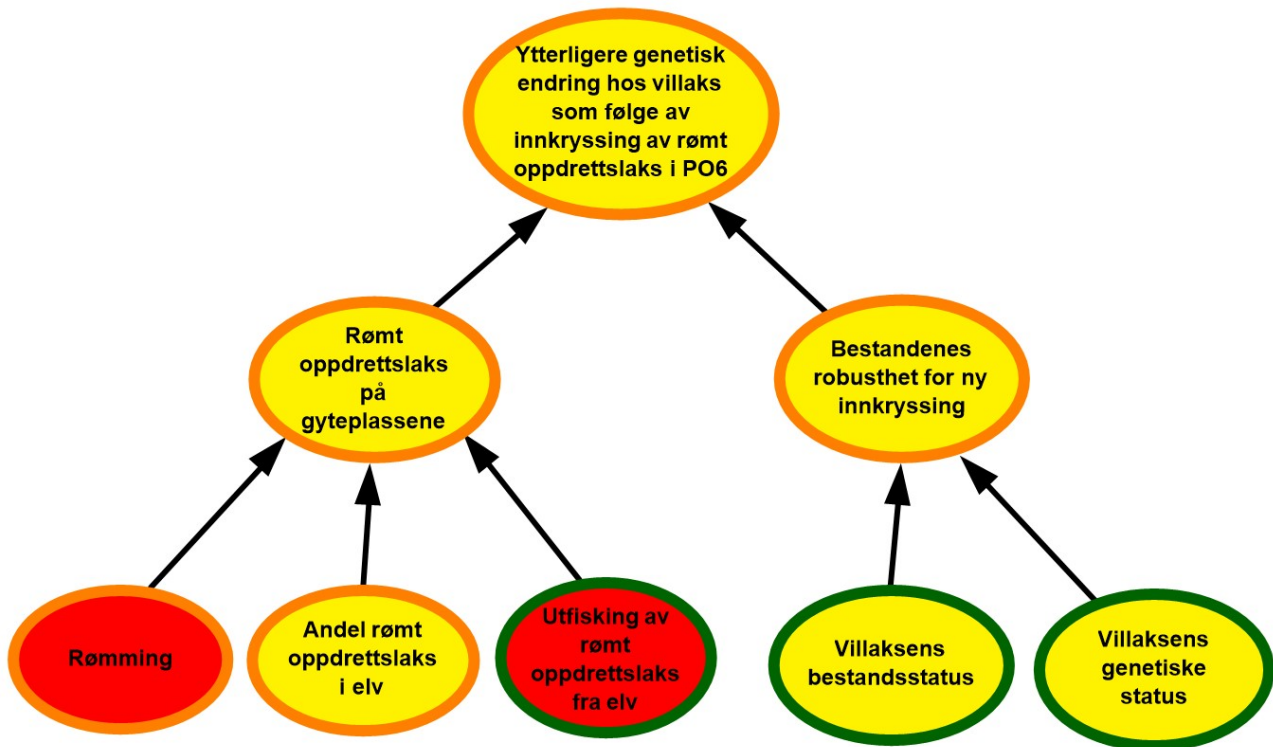 Ytterligere genetisk
endring hos villaks
som følge av
innkryssing av rømt
oppdrettslaks i PO6
Rømt
oppdrettslaks
på
gyteplassene
Bestandenes
robusthet for ny
innkryssing
Rømming
Andel rømt
oppdrettslaks
i elv
Utfisking av
rømt
oppdrettslaks
fra elv
Villaksens
bestandsstatus
Villaksens
genetiske
status